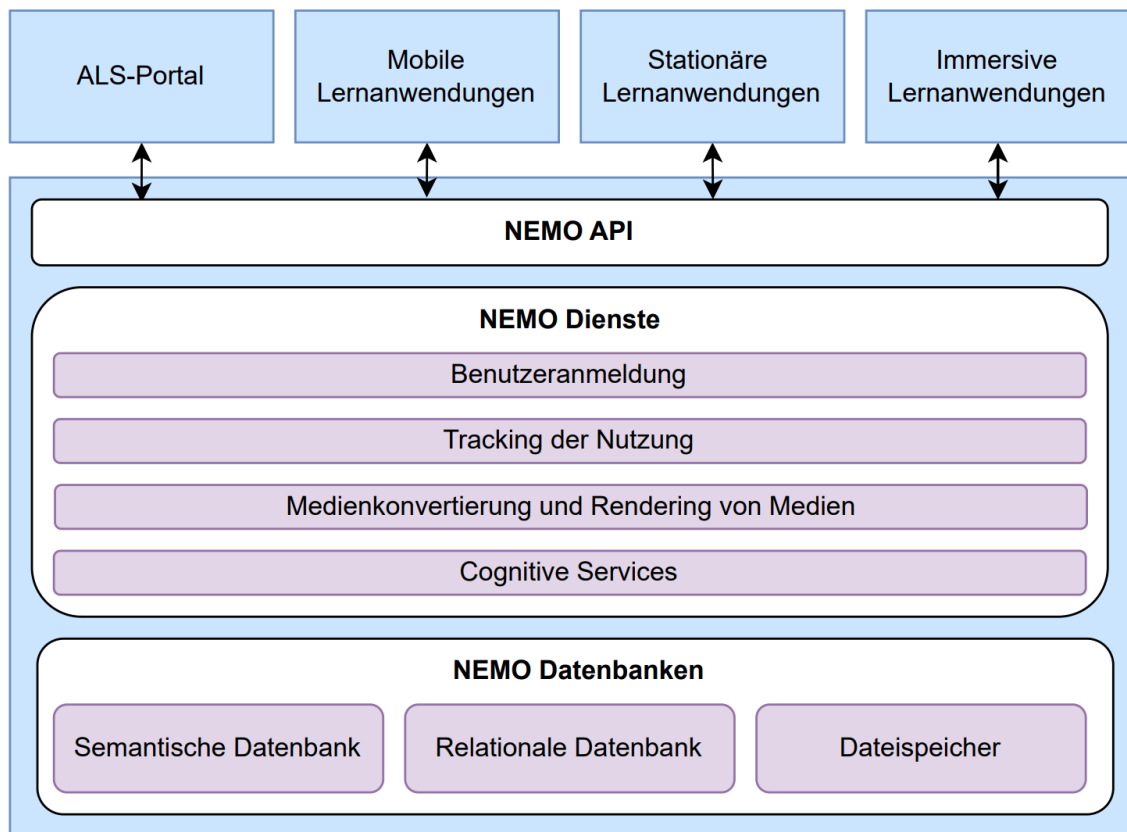 ALS-Portal
Mobile
Lernanwendungen
Stationäre
Lernanwendungen
Immersive
Lernanwendungen
NEMO API
NEMO Dienste
Benutzeranmeldung
Tracking der Nutzung
Medienkonvertierung und Rendering von Medien
Cognitive Services
NEMO Datenbanken
Semantische Datenbank
Relationale Datenbank
Dateispeicher